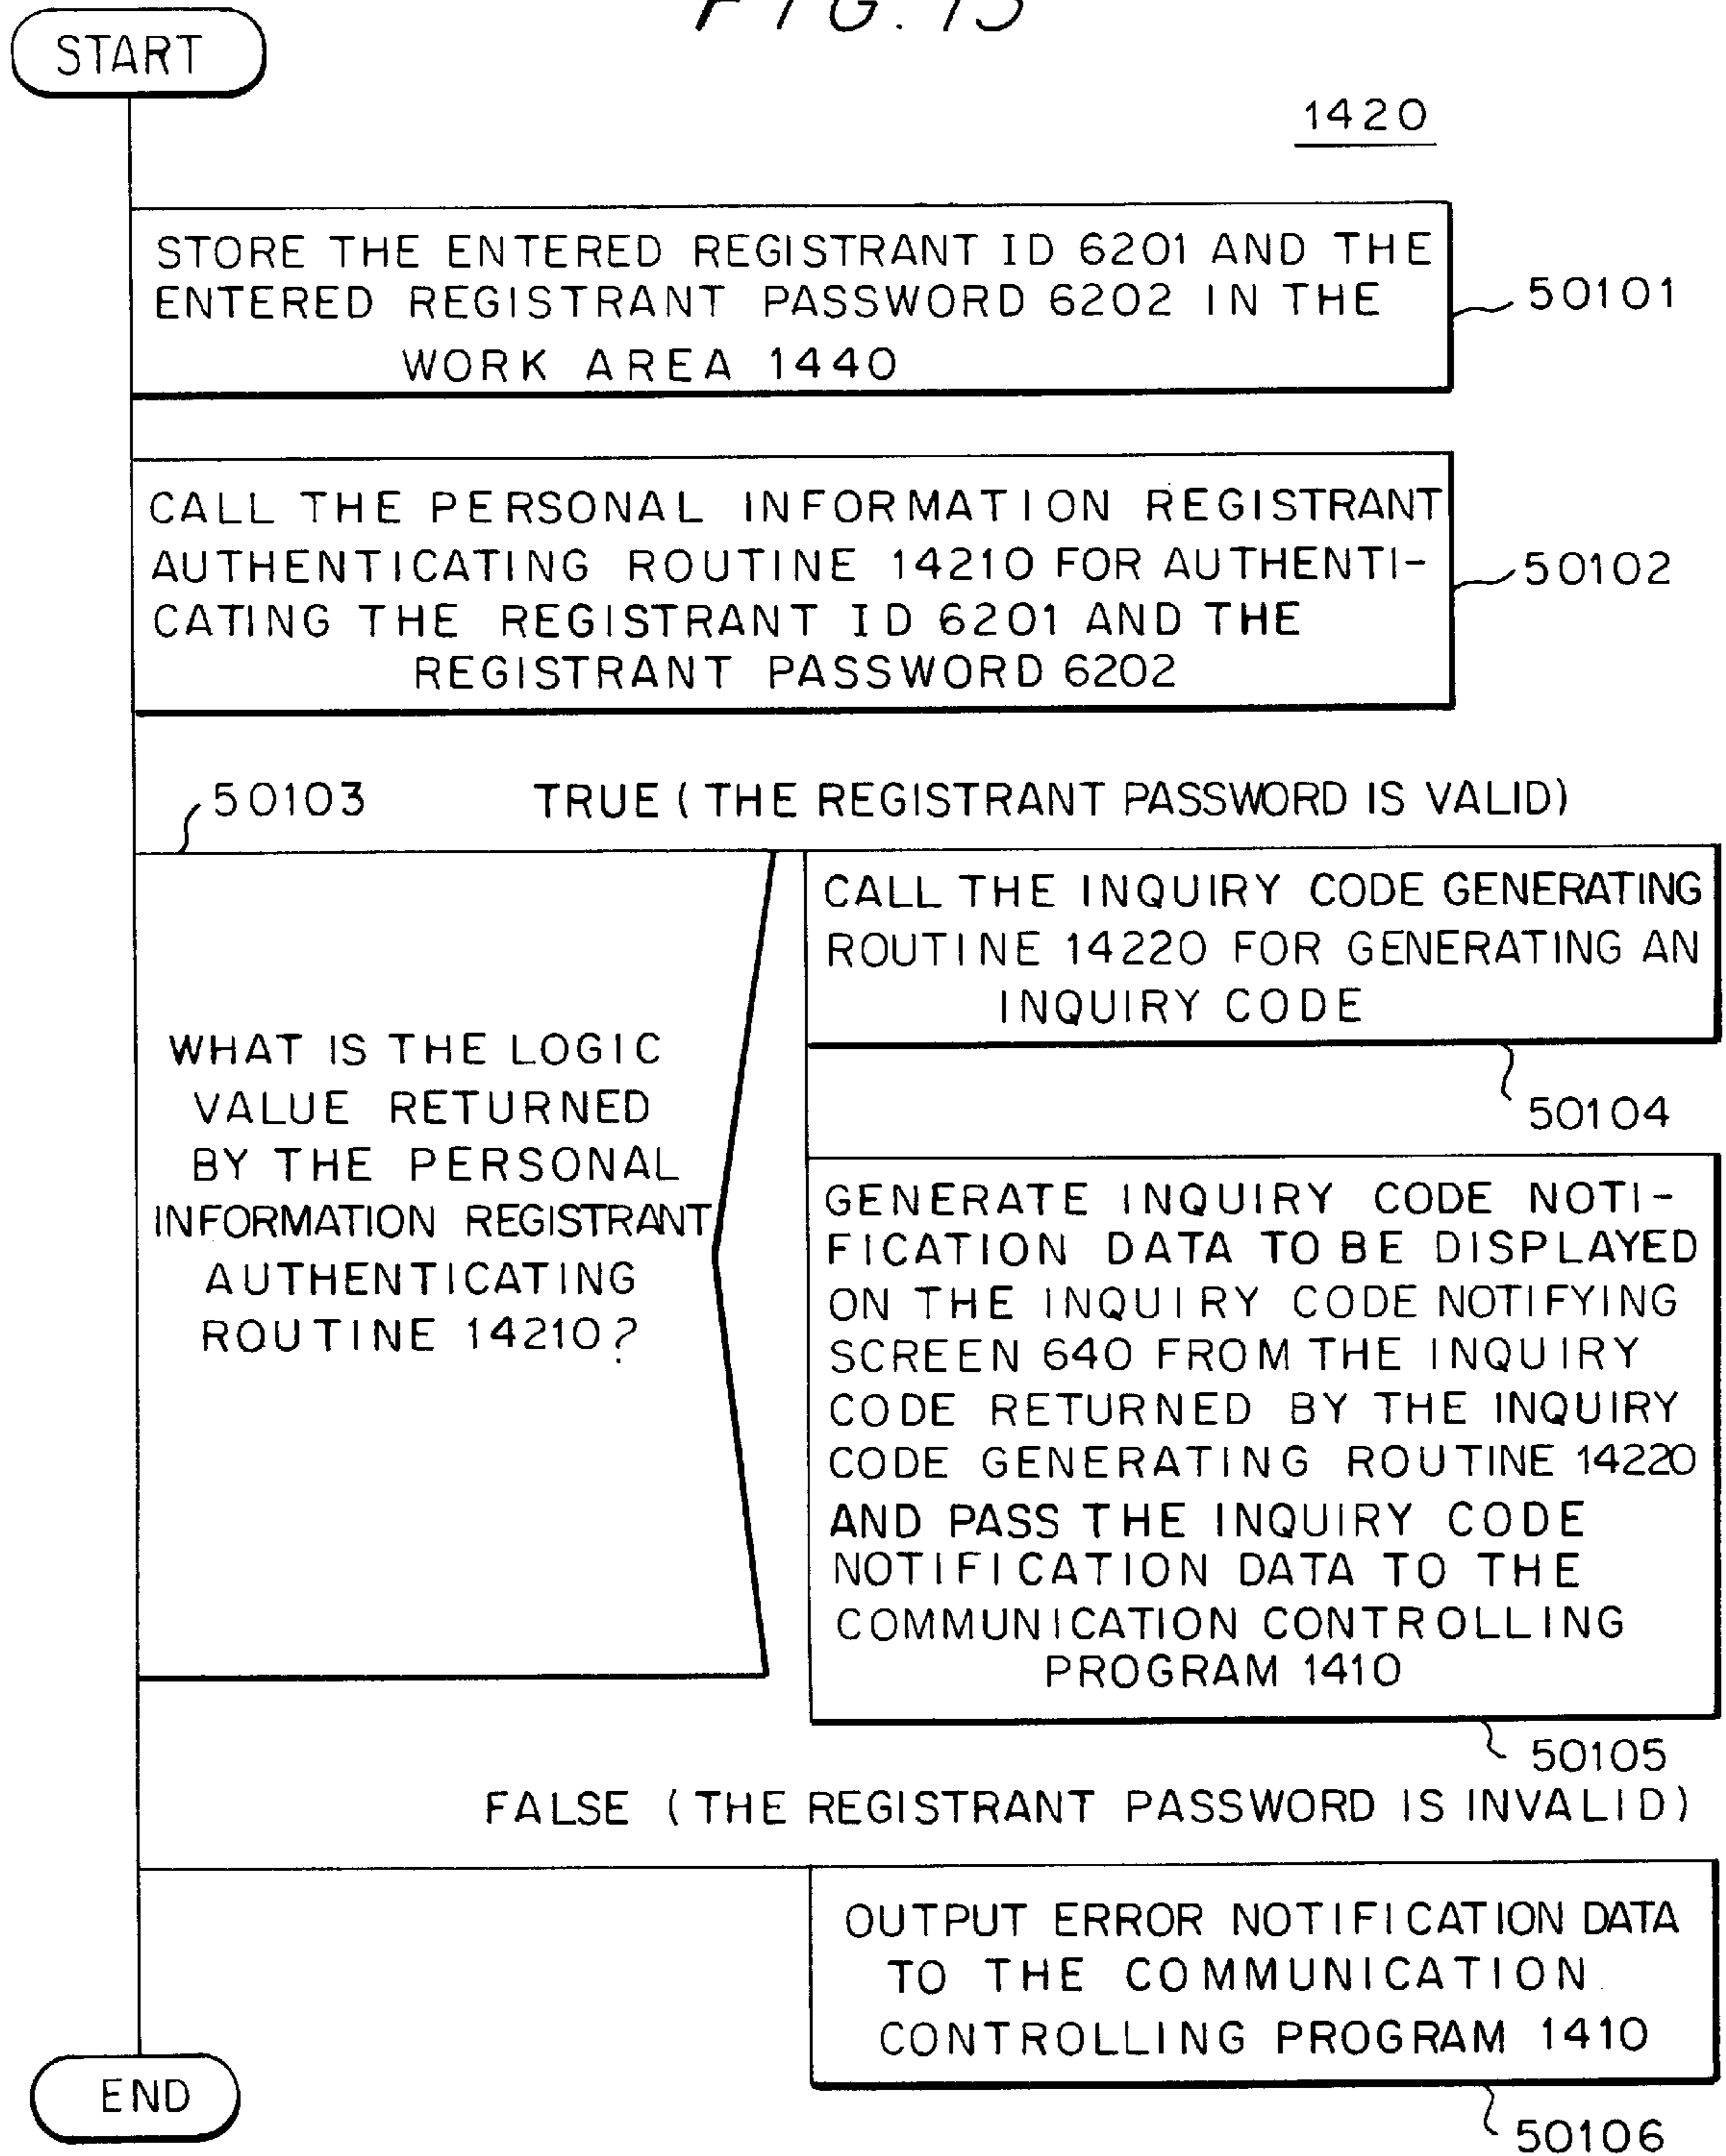 FIG. 15
START
1420
STORE THE ENTERED REGISTRANT ID 6201 AND THE
ENTERED REGISTRANT PASSWORD 6202 IN THE
WORK AREA 1440
50101
CALL THE PERSONAL INFORMATION REGISTRANT
AUTHENTICATING ROUTINE 14210 FOR AUTHENTI-
CATING THE REGISTRANT ID 6201 AND THE
REGISTRANT PASSWORD 6202
50102
50103
TRUE (THE REGISTRANT PASSWORD IS VALID)
WHAT IS THE LOGIC
VALUE RETURNED
BY THE PERSONAL
INFORMATION REGISTRANT
AUTHENTICATING
ROUTINE 14210?
CALL THE INQUIRY CODE GENERATING
ROUTINE 14220 FOR GENERATING AN
INQUIRY CODE
50104
GENERATE INQUIRY CODE NOTI-
FICATION DATA TO BE DISPLAYED
ON THE INQUIRY CODE NOTIFYING
SCREEN 640 FROM THE INQUIRY
CODE RETURNED BY THE INQUIRY
CODE GENERATING ROUTINE 14220
AND PASS THE INQUIRY CODE
NOTIFICATION DATA TO THE
COMMUNICATION CONTROLLING
PROGRAM 1410
50105
FALSE (THE REGISTRANT PASSWORD IS INVALID)
OUTPUT ERROR NOTIFICATION DATA
TO THE COMMUNICATION
CONTROLLING PROGRAM 1410
50106
END